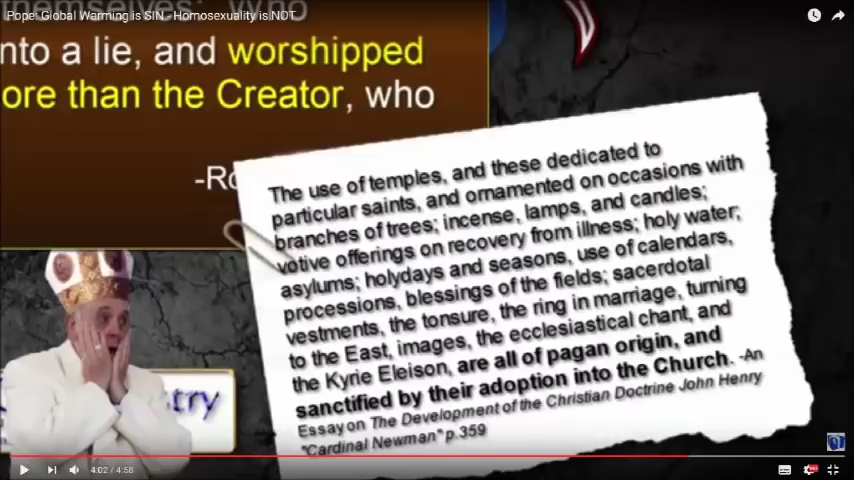 Pope: Global Warming is SIN - Homosexuality is NOT
themselves: Who
nto a lie, and worshipped
ore than the Creator, who
-Ro
The use of temples, and these dedicated to
particular saints, and ornamented on occasions with
branches of trees; incense, lamps, and candles;
votive offerings on recovery from illness; holy water;
asylums; holydays and seasons, use of calendars,
processions, blessings of the fields; sacerdotal
vestments, the tonsure, the ring in marriage, turning
to the East, images, the ecclesiastical chant, and
the Kyrie Eleison, are all of pagan origin, and
sanctified by their adoption into the Church. -An
Essay on The Development of the Christian Doctrine John Henry
"Cardinal Newman" p.359
try
4:02 / 4:58